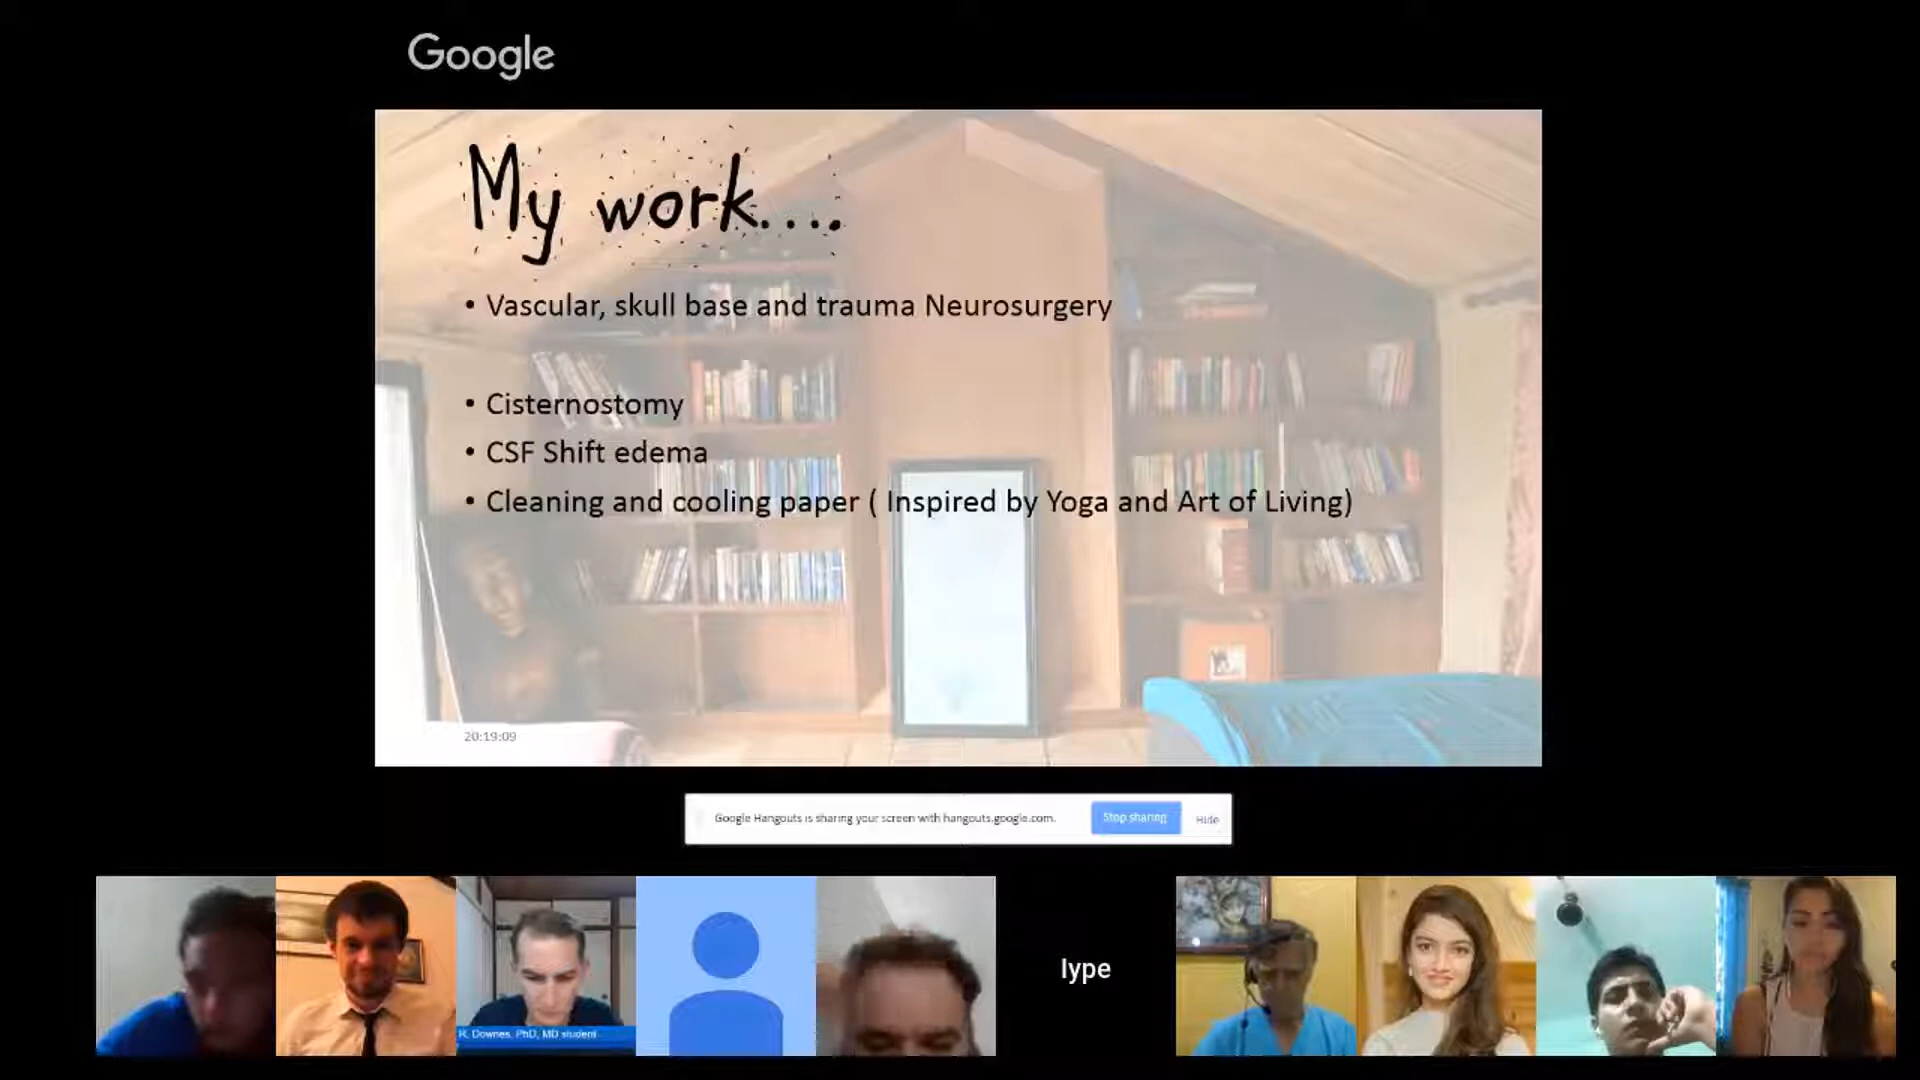 Google
My work....
• Vascular, skull base and trauma Neurosurgery
• Cisternostomy
• CSF Shift edema
• Cleaning and cooling paper ( Inspired by Yoga and Art of Living)
20:19:09
Google Hangouts is sharing your screen with hangouts.google.com.
Stop sharing
Hide
R. Downes, PhD, MD student
Iype